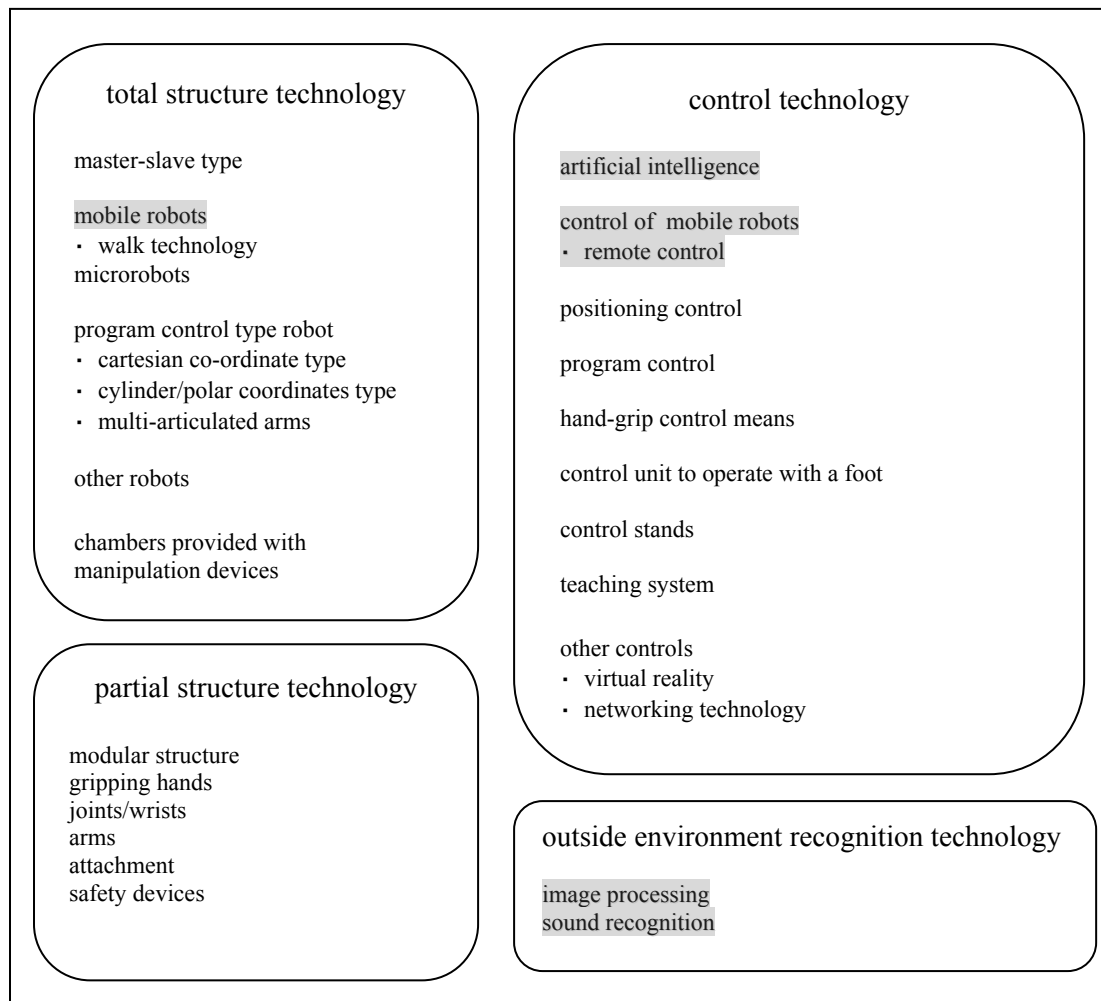 total structure technology
master-slave type
mobile robots
・ walk technology
microrobots
program control type robot
・ cartesian co-ordinate type
・ cylinder/polar coordinates type
・ multi-articulated arms
other robots
chambers provided with
manipulation devices
partial structure technology
modular structure
gripping hands
joints/wrists
arms
attachment
safety devices
control technology
artificial intelligence
control of mobile robots
・ remote control
positioning control
program control
hand-grip control means
control unit to operate with a foot
control stands
teaching system
other controls
・ virtual reality
・ networking technology
outside environment recognition technology
image processing
sound recognition